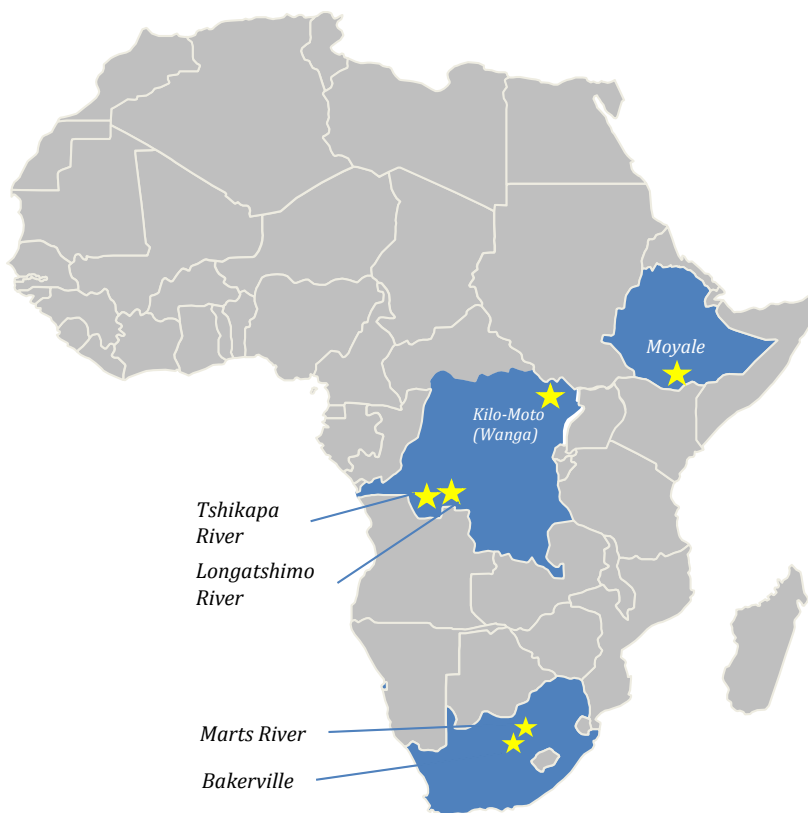 Moyale
Kilo-Moto
(Wanga)
Tshikapa
River
Longatshimo
River
Marts River
Bakerville